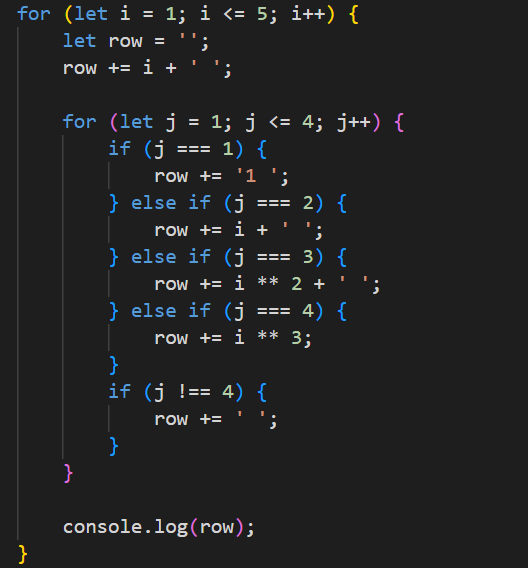 for (let i = 1; i <= 5; i++) {
    let row = '';
    row += i + ' ';

    for (let j = 1; j <= 4; j++) {
        if (j === 1) {
            row += '1 ';
        } else if (j === 2) {
            row += i + ' ';
        } else if (j === 3) {
            row += i ** 2 + ' ';
        } else if (j === 4) {
            row += i ** 3;
        }
        if (j !== 4) {
            row += ' ';
        }
    }

    console.log(row);
}